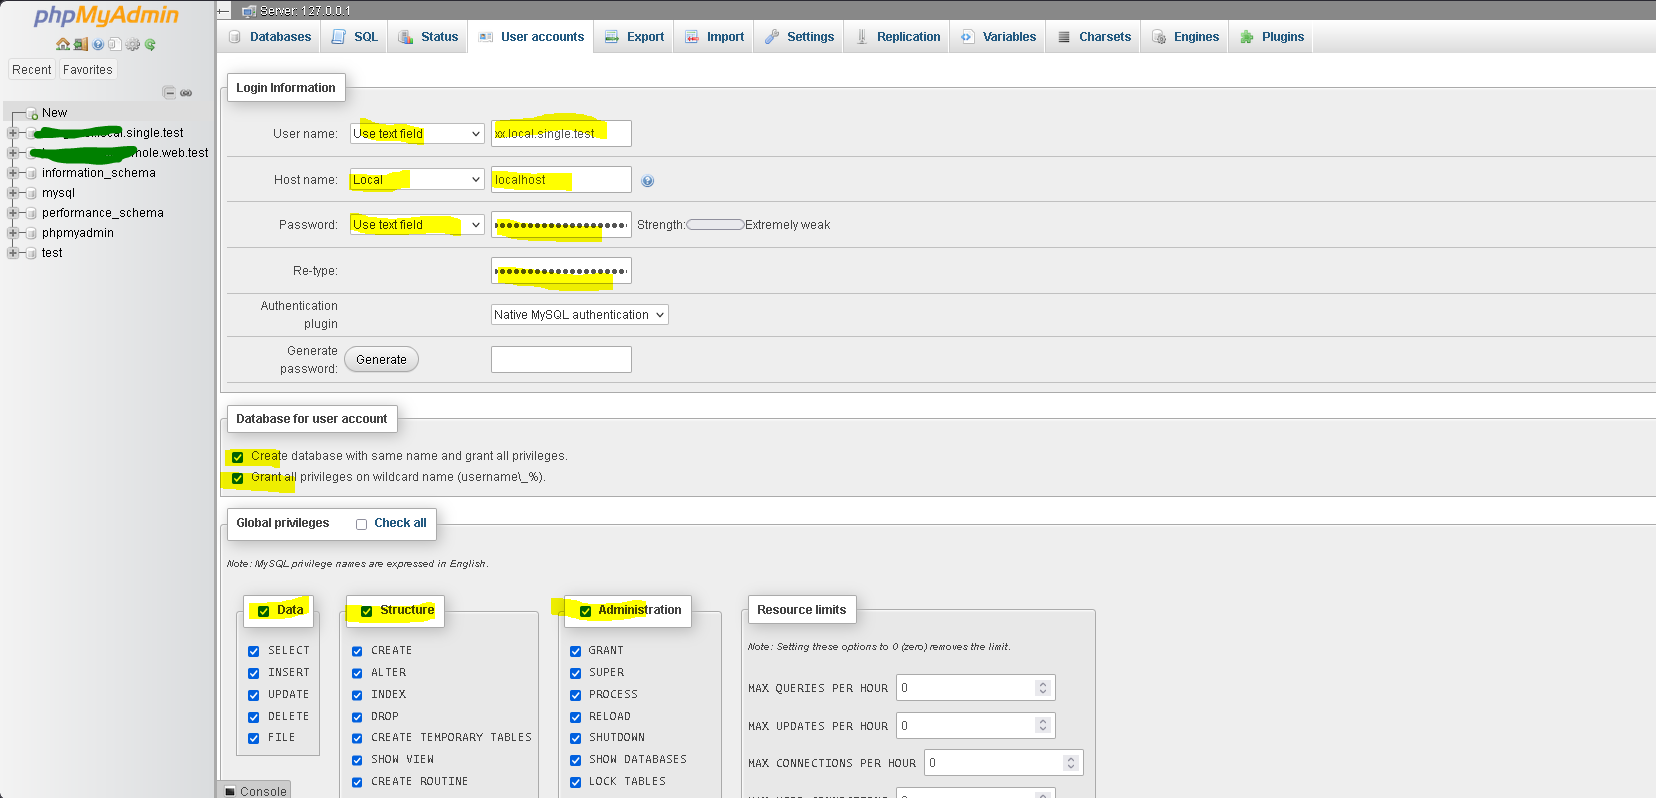 phpMyAdmin
Server: 127.0.0.1
Databases SQL Status User accounts Export Import Settings Replication Variables Charsets Engines Plugins
Recent Favorites
New
.single.test
mole.web.test
information_schema
mysql
performance_schema
phpmyadmin
test
Login Information
User name: Use text field xx.local.single.test
Host name: Local localhost
Password: Use text field Strength: Extremely weak
Re-type:
Authentication
plugin
Native MySQL authentication
Generate
password:
Generate
Database for user account
Create database with same name and grant all privileges.
Grant all privileges on wildcard name (username\_%).
Global privileges Check all
Note: MySQL privilege names are expressed in English.
Data
SELECT
INSERT
UPDATE
DELETE
FILE
Structure
CREATE
ALTER
INDEX
DROP
CREATE TEMPORARY TABLES
SHOW VIEW
CREATE ROUTINE
Administration
GRANT
SUPER
PROCESS
RELOAD
SHUTDOWN
SHOW DATABASES
LOCK TABLES
Resource limits
Note: Setting these options to 0 (zero) removes the limit.
MAX QUERIES PER HOUR 0
MAX UPDATES PER HOUR 0
MAX CONNECTIONS PER HOUR 0
Console